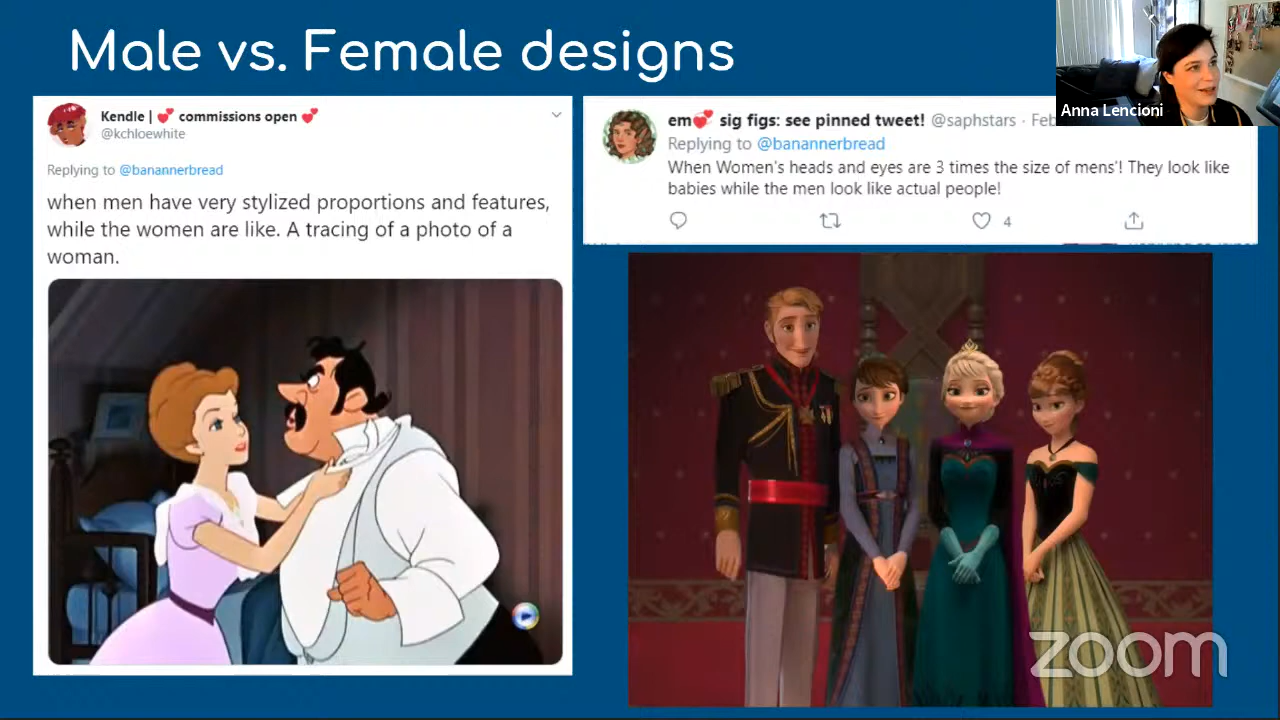 Male vs. Female designs
Anna Lencioni
Kendle | 💕 commissions open 💕
@kchloewhite
Replying to @banannerbread
when men have very stylized proportions and features,
while the women are like. A tracing of a photo of a
woman.
em💕 sig figs: see pinned tweet! @saphstars · Feb
Replying to @banannerbread
When Women's heads and eyes are 3 times the size of mens'! They look like
babies while the men look like actual people!
4
zoom